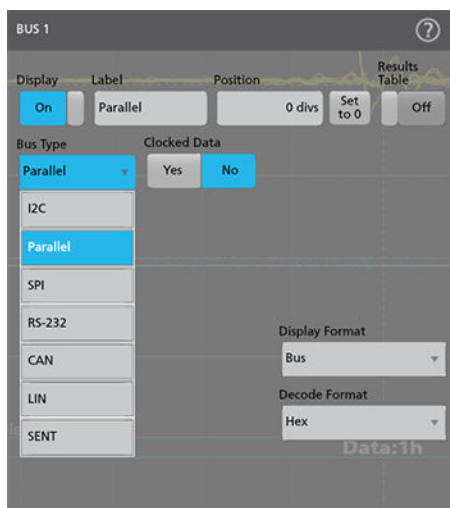 BUS 1
?
Display
Label
Position
Results
Table
On
Parallel
0 divs
Set
to 0
Off
Bus Type
Clocked Data
Parallel
Yes
No
I2C
Parallel
SPI
RS-232
CAN
LIN
SENT
Display Format
Bus
Decode Format
Hex
Data:1h